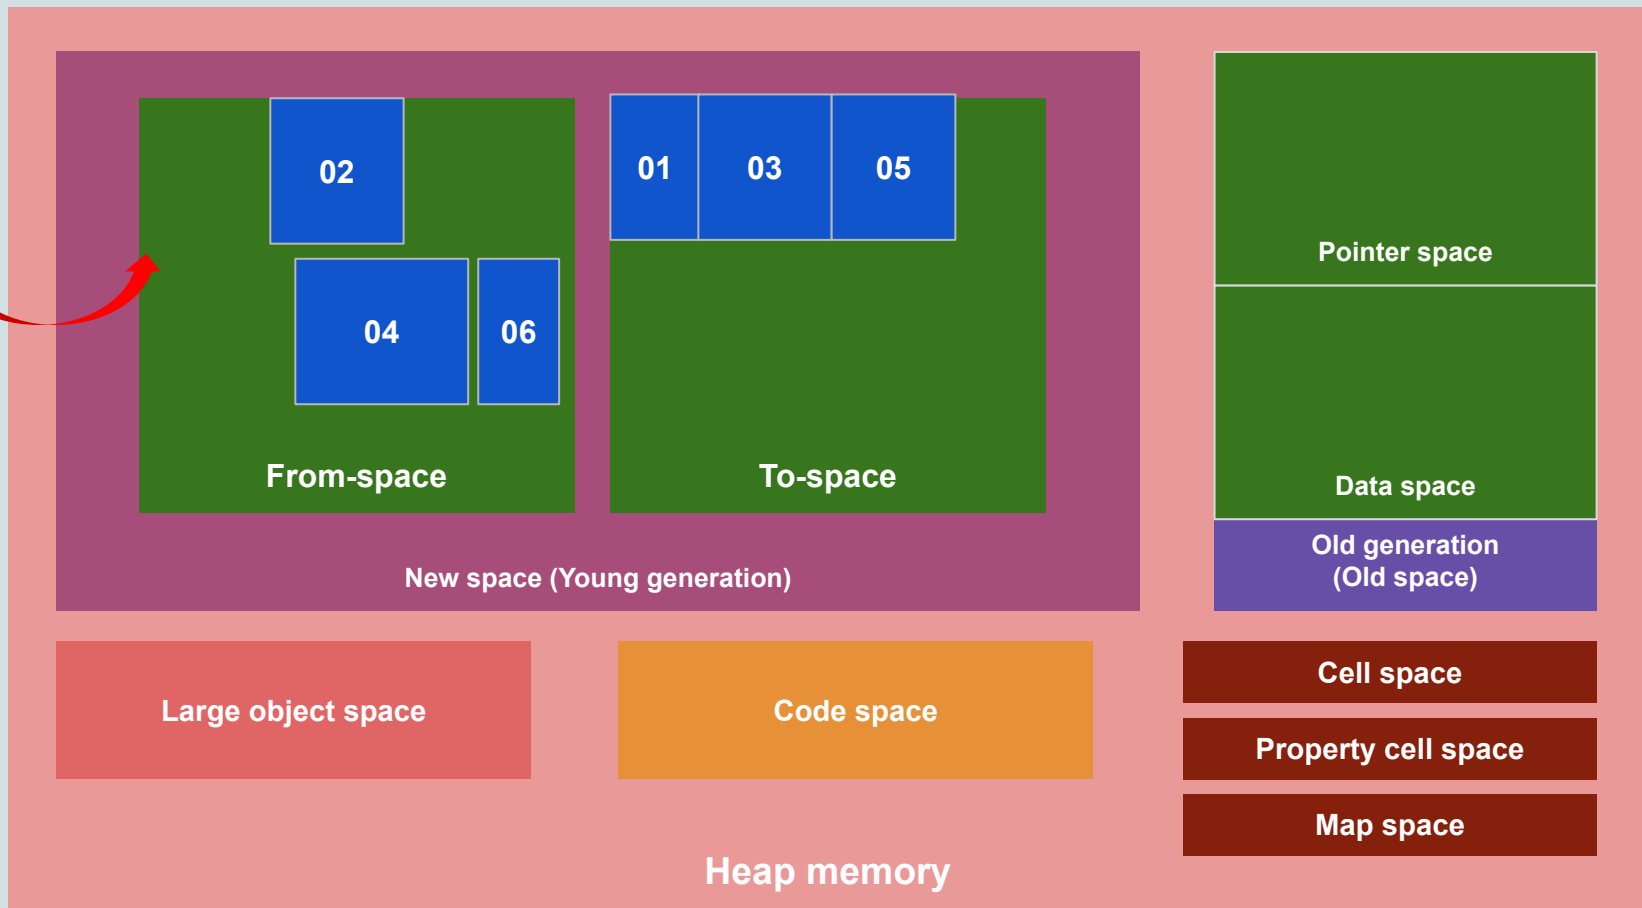 02
01
03
05
04
06
From-space
To-space
New space (Young generation)
Pointer space
Data space
Old generation
(Old space)
Large object space
Code space
Cell space
Property cell space
Map space
Heap memory